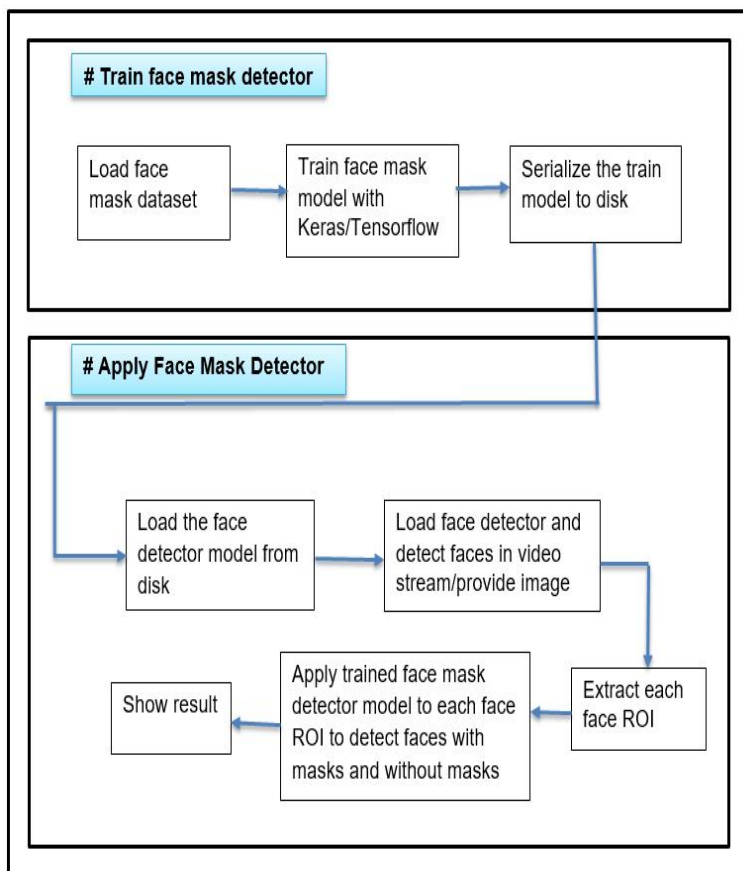 # Train face mask detector
Load face
mask dataset
Train face mask
model with
Keras/Tensorflow
Serialize the train
model to disk
# Apply Face Mask Detector
Load the face
detector model from
disk
Load face detector and
detect faces in video
stream/provide image
Extract each
face ROI
Apply trained face mask
detector model to each face
ROI to detect faces with
masks and without masks
Show result